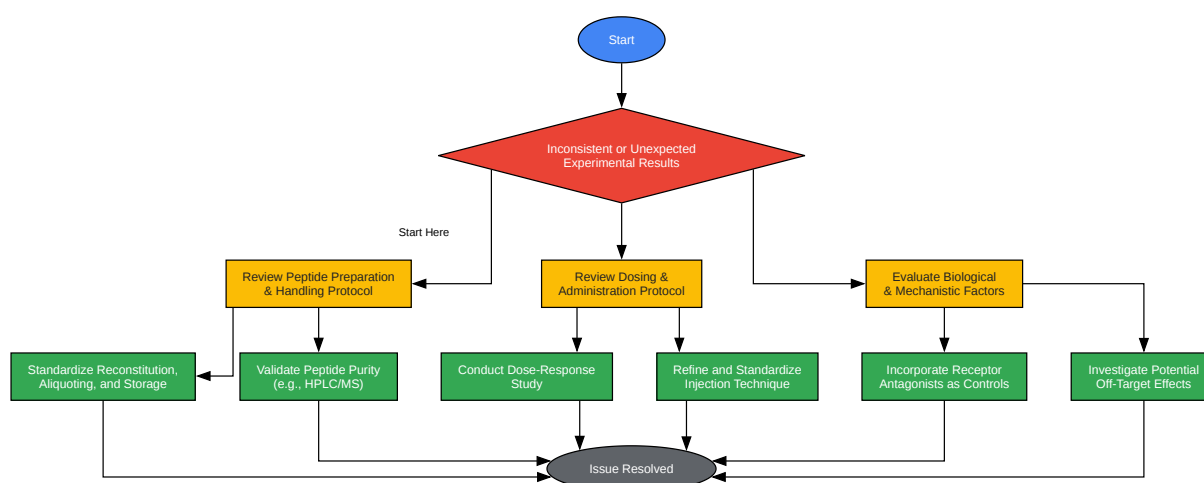 Start
Inconsistent or Unexpected
Experimental Results
Start Here
Review Peptide Preparation
& Handling Protocol
Review Dosing &
Administration Protocol
Evaluate Biological
& Mechanistic Factors
Standardize Reconstitution,
Aliquoting, and Storage
Validate Peptide Purity
(e.g., HPLC/MS)
Conduct Dose-Response
Study
Refine and Standardize
Injection Technique
Incorporate Receptor
Antagonists as Controls
Investigate Potential
Off-Target Effects
Issue Resolved